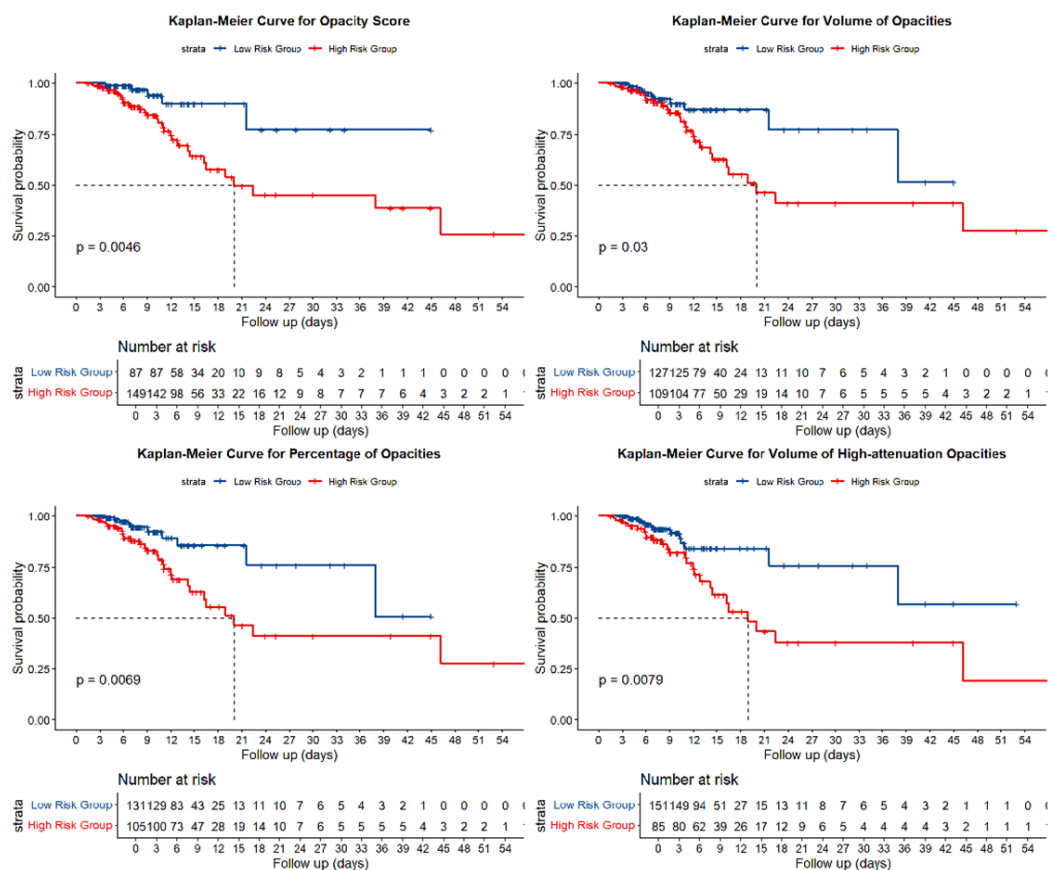 Kaplan-Meier Curve for Opacity Score
strata Low Risk Group High Risk Group
1.00
0.75
0.50
0.25
0.00
Survival probability
p = 0.0046
0 3 6 9 12 15 18 21 24 27 30 33 36 39 42 45 48 51 54
Follow up (days)
Number at risk
strata
Low Risk Group 87 87 58 34 20 10 9 8 5 4 3 2 1 1 1 0 0 0
High Risk Group 149 142 98 56 33 22 16 12 9 8 7 7 7 6 4 3 2 2 1
0 3 6 9 12 15 18 21 24 27 30 33 36 39 42 45 48 51 54
Follow up (days)
Kaplan-Meier Curve for Volume of Opacities
strata Low Risk Group High Risk Group
1.00
0.75
0.50
0.25
0.00
Survival probability
p = 0.03
0 3 6 9 12 15 18 21 24 27 30 33 36 39 42 45 48 51 54
Follow up (days)
Number at risk
strata
Low Risk Group 127 125 79 40 24 13 11 10 7 6 5 4 3 2 1 0 0 0
High Risk Group 109 104 77 50 29 19 14 10 7 6 5 5 5 5 4 3 2 2 1
0 3 6 9 12 15 18 21 24 27 30 33 36 39 42 45 48 51 54
Follow up (days)
Kaplan-Meier Curve for Percentage of Opacities
strata Low Risk Group High Risk Group
1.00
0.75
0.50
0.25
0.00
Survival probability
p = 0.0069
0 3 6 9 12 15 18 21 24 27 30 33 36 39 42 45 48 51 54
Follow up (days)
Number at risk
strata
Low Risk Group 131 129 83 43 25 13 11 10 7 6 5 4 3 2 1 0 0 0
High Risk Group 105 100 73 47 28 19 14 10 7 6 5 5 5 5 4 3 2 2 1
0 3 6 9 12 15 18 21 24 27 30 33 36 39 42 45 48 51 54
Follow up (days)
Kaplan-Meier Curve for Volume of High-attenuation Opacities
strata Low Risk Group High Risk Group
1.00
0.75
0.50
0.25
0.00
Survival probability
p = 0.0079
0 3 6 9 12 15 18 21 24 27 30 33 36 39 42 45 48 51 54
Follow up (days)
Number at risk
strata
Low Risk Group 151 149 94 51 27 15 13 11 8 7 6 5 4 3 2 1 1 1 0
High Risk Group 85 80 62 39 26 17 12 9 6 5 4 4 4 4 3 2 1 1 1
0 3 6 9 12 15 18 21 24 27 30 33 36 39 42 45 48 51 54
Follow up (days)